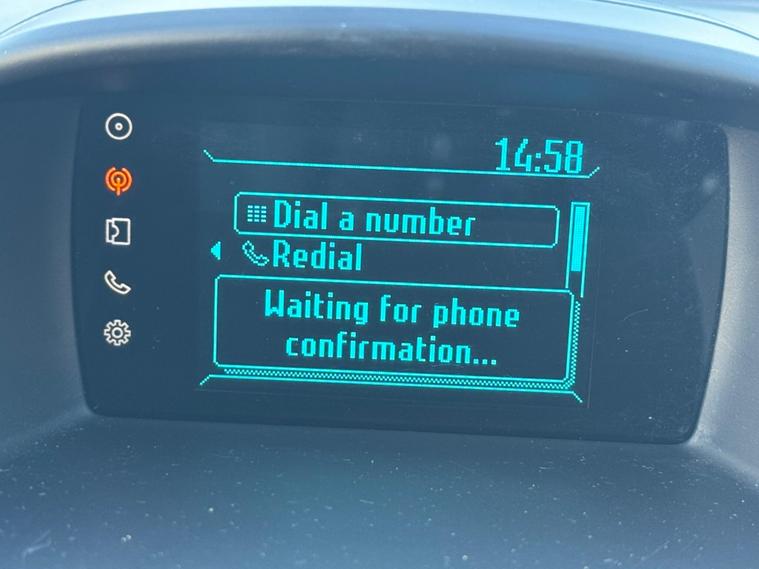 14:58
Dial a number
Redial
Waiting for phone
confirmation...